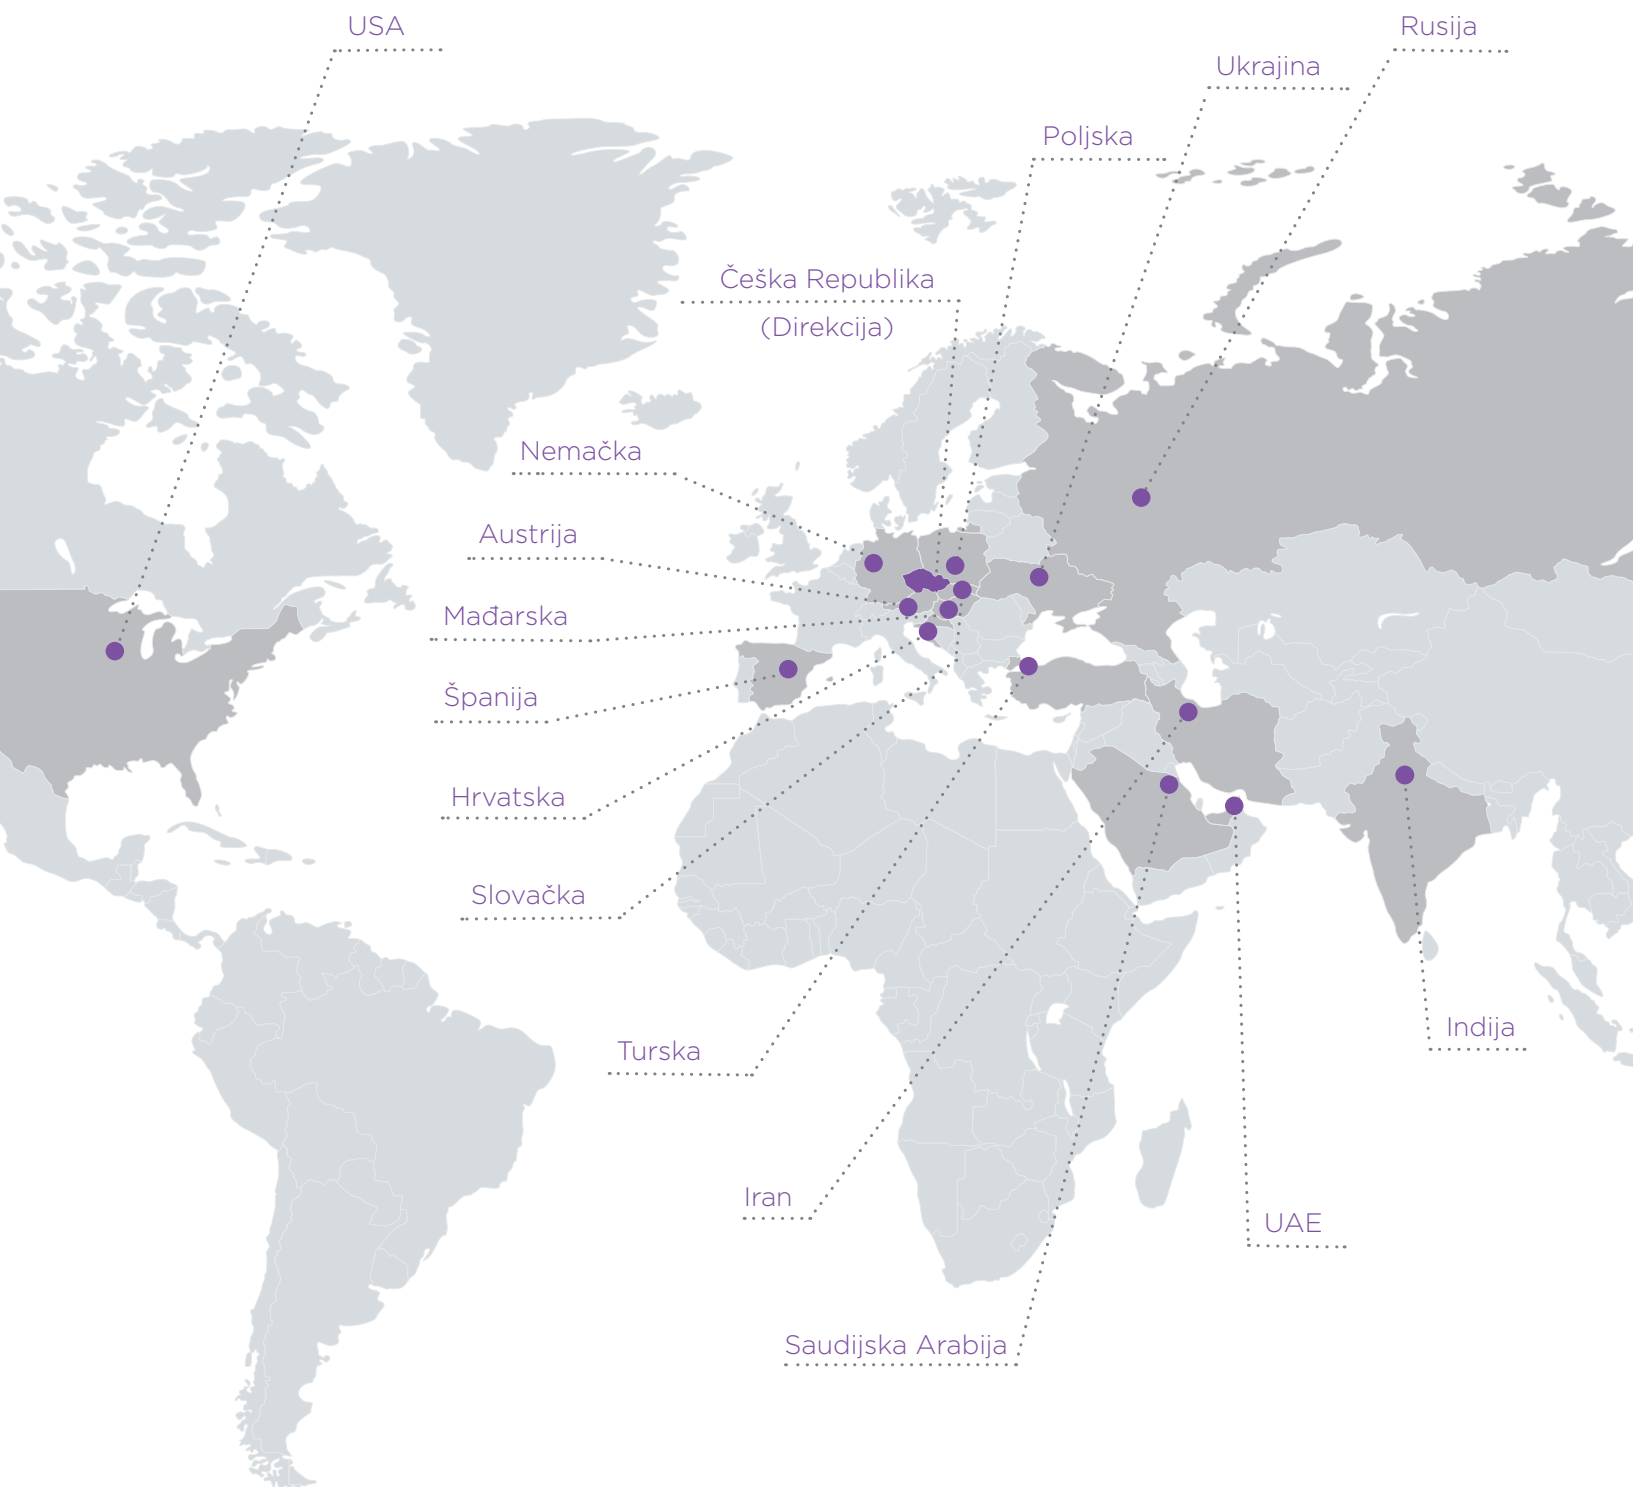 USA
Rusija
Ukrajina
Poljska
Češka Republika
(Direkcija)
Nemačka
Austrija
Mađarska
Španija
Hrvatska
Slovačka
Turska
Indija
Iran
UAE
Saudijska Arabija